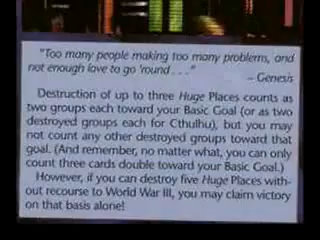 "Too many people making too many problems, and
not enough love to go 'round . . ."
– Genesis
Destruction of up to three Huge Places counts as
two groups each toward your Basic Goal (or as two
destroyed groups each for Cthulhu), but you may
not count any other destroyed groups toward that
goal. (And remember, no matter what, you can only
count three cards double toward your Basic Goal.)
However, if you can destroy five Huge Places with-
out recourse to World War III, you may claim victory
on that basis alone!